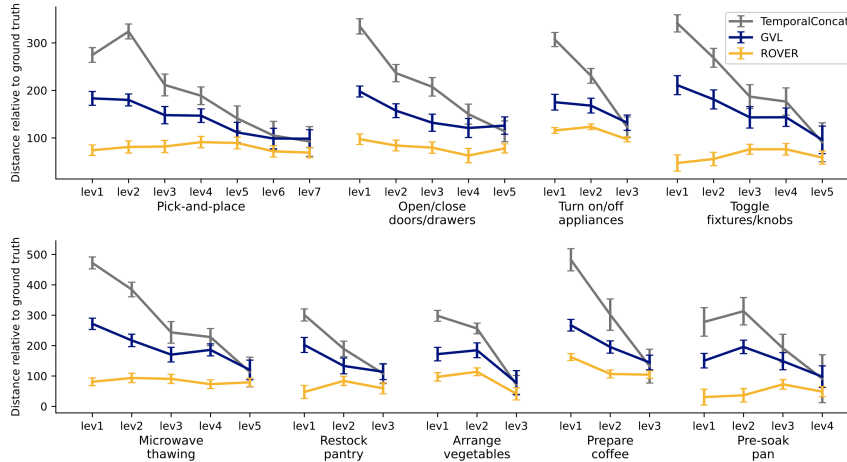 Distance relative to ground truth
300
200
100
TemporalConcat
GVL
ROVER
lev1 lev2 lev3 lev4 lev5 lev6 lev7
Pick-and-place
lev1 lev2 lev3 lev4 lev5
Open/close
doors/drawers
lev1 lev2 lev3
Turn on/off
appliances
lev1 lev2 lev3 lev4 lev5
Toggle
fixtures/knobs
Distance relative to ground truth
500
400
300
200
100
0
lev1 lev2 lev3 lev4 lev5
Microwave
thawing
lev1 lev2 lev3
Restock
pantry
lev1 lev2 lev3
Arrange
vegetables
lev1 lev2 lev3
Prepare
coffee
lev1 lev2 lev3 lev4
Pre-soak
pan